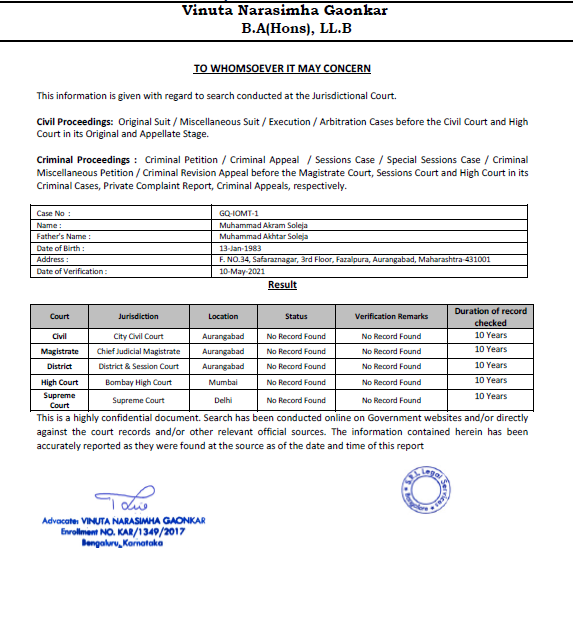 Vinuta Narasimha Gaonkar
B.A(Hons), LL.B
TO WHOMSOEVER IT MAY CONCERN
This information is given with regard to search conducted at the Jurisdictional Court.
Civil Proceedings: Original Suit / Miscellaneous Suit / Execution / Arbitration Cases before the Civil Court and High
Court in its Original and Appellate Stage.
Criminal Proceedings : Criminal Petition / Criminal Appeal / Sessions Case / Special Sessions Case / Criminal
Miscellaneous Petition / Criminal Revision Appeal before the Magistrate Court, Sessions Court and High Court in its
Criminal Cases, Private Complaint Report, Criminal Appeals, respectively.
Case No : GQ-IOMT-1
Name : Muhammad Akram Soleja
Father's Name : Muhammad Akhtar Soleja
Date of Birth : 13-Jan-1983
Address : F. NO.34, Safaraznagar, 3rd Floor, Fazalpura, Aurangabad, Maharashtra-431001
Date of Verification : 10-May-2021
Result
Court Jurisdiction Location Status Verification Remarks Duration of record checked
Civil City Civil Court Aurangabad No Record Found No Record Found 10 Years
Magistrate Chief Judicial Magistrate Aurangabad No Record Found No Record Found 10 Years
District District & Session Court Aurangabad No Record Found No Record Found 10 Years
High Court Bombay High Court Mumbai No Record Found No Record Found 10 Years
Supreme Court Supreme Court Delhi No Record Found No Record Found 10 Years
This is a highly confidential document. Search has been conducted online on Government websites and/or directly
against the court records and/or other relevant official sources. The information contained herein has been
accurately reported as they were found at the source as of the date and time of this report
Advocate: VINUTA NARASIMHA GAONKAR
Enrollment NO. KAR/1349/2017
Bengaluru, Karnataka
Legal Services
Bangalore